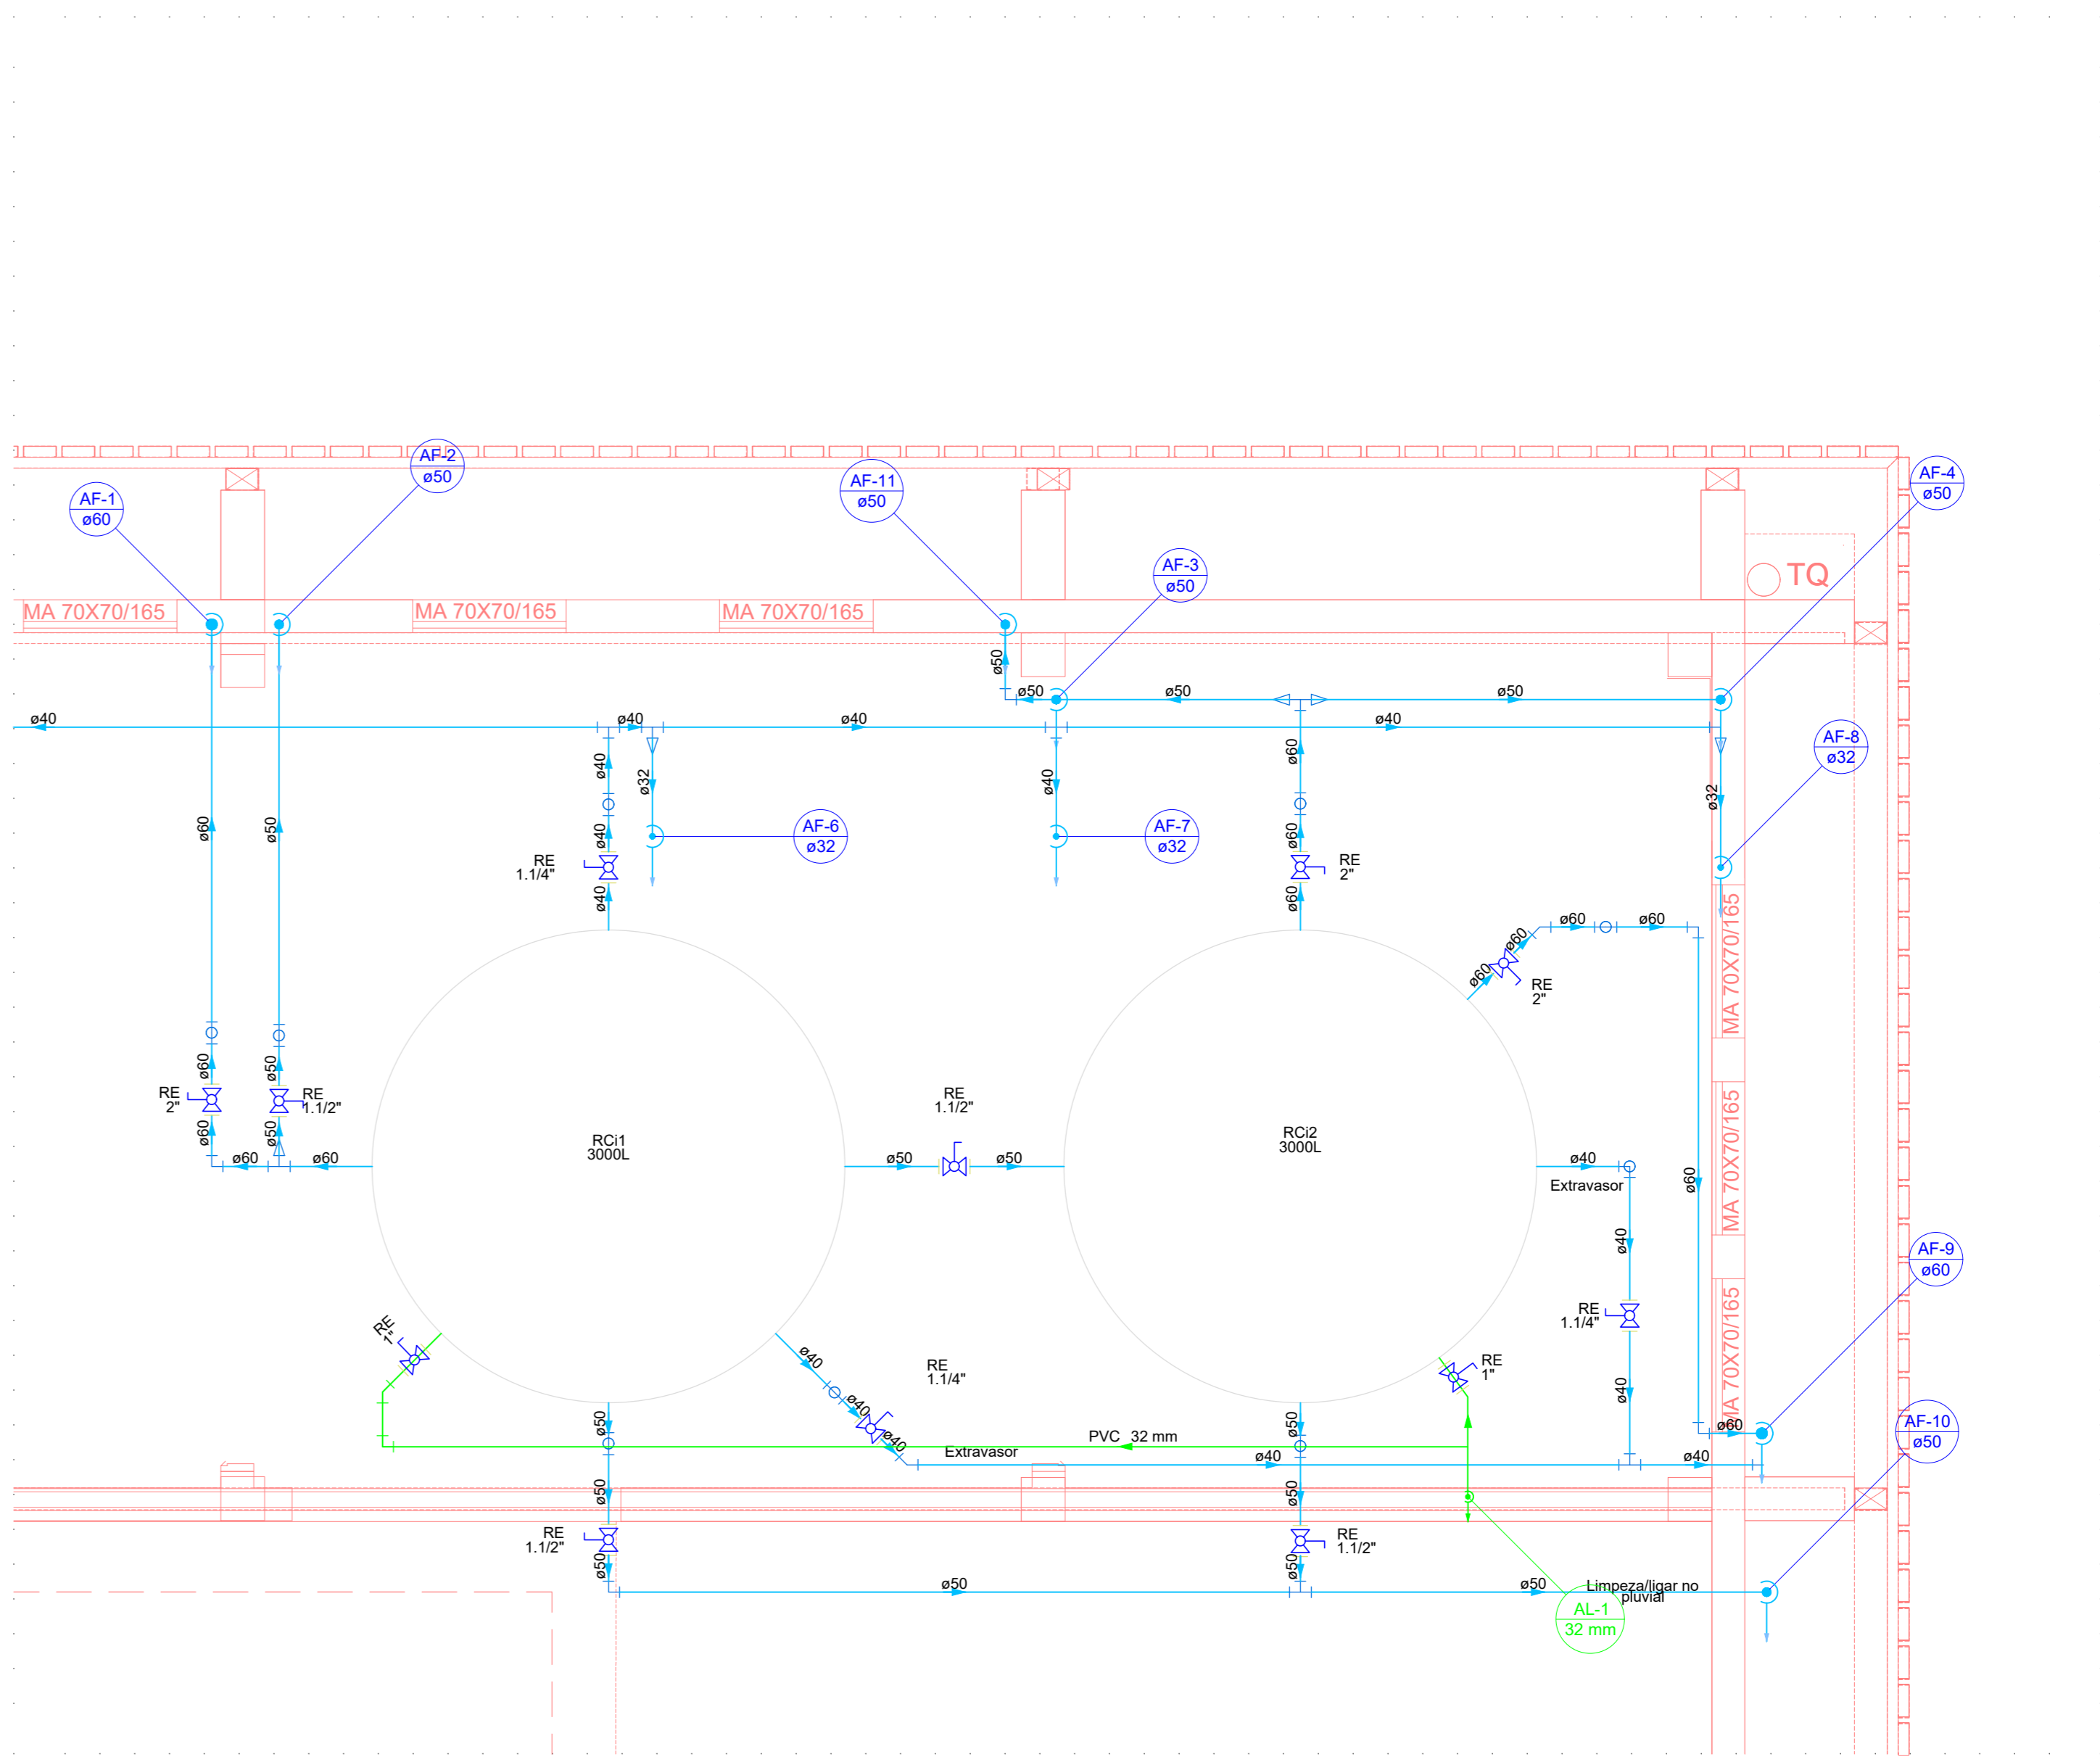 AF-2
ø50
AF-4
ø50
AF-11
ø50
AF-1
ø60
AF-3
ø50
TQ
MA 70X70/165
MA 70X70/165
MA 70X70/165
ø50
ø50
ø50
ø50
ø40
ø40
ø40
ø40
AF-8
ø32
ø40
ø32
ø40
ø60
ø32
ø60
ø50
ø40
ø60
AF-6
ø32
AF-7
ø32
RE
1.1/4"
RE
2"
ø40
ø60
ø60
ø60
ø60
ø60
RE
2"
MA 70X70/165
ø60
ø50
RE
2"
RE
1.1/2"
RE
1.1/2"
ø60
ø50
RCi1
3000L
RCi2
3000L
MA 70X70/165
ø60
ø60
ø50
ø50
ø40
Extravasor
ø60
ø40
AF-9
ø60
RE
1"
RE
1.1/4"
MA 70X70/165
ø40
RE
1.1/4"
RE
1"
ø40
ø40
ø50
ø50
ø60
AF-10
ø50
PVC 32 mm
ø40
Extravasor
ø40
ø40
ø50
ø50
RE
1.1/2"
RE
1.1/2"
ø50
ø50
ø50
ø50
Limpeza/ligar no
pluvial
AL-1
32 mm